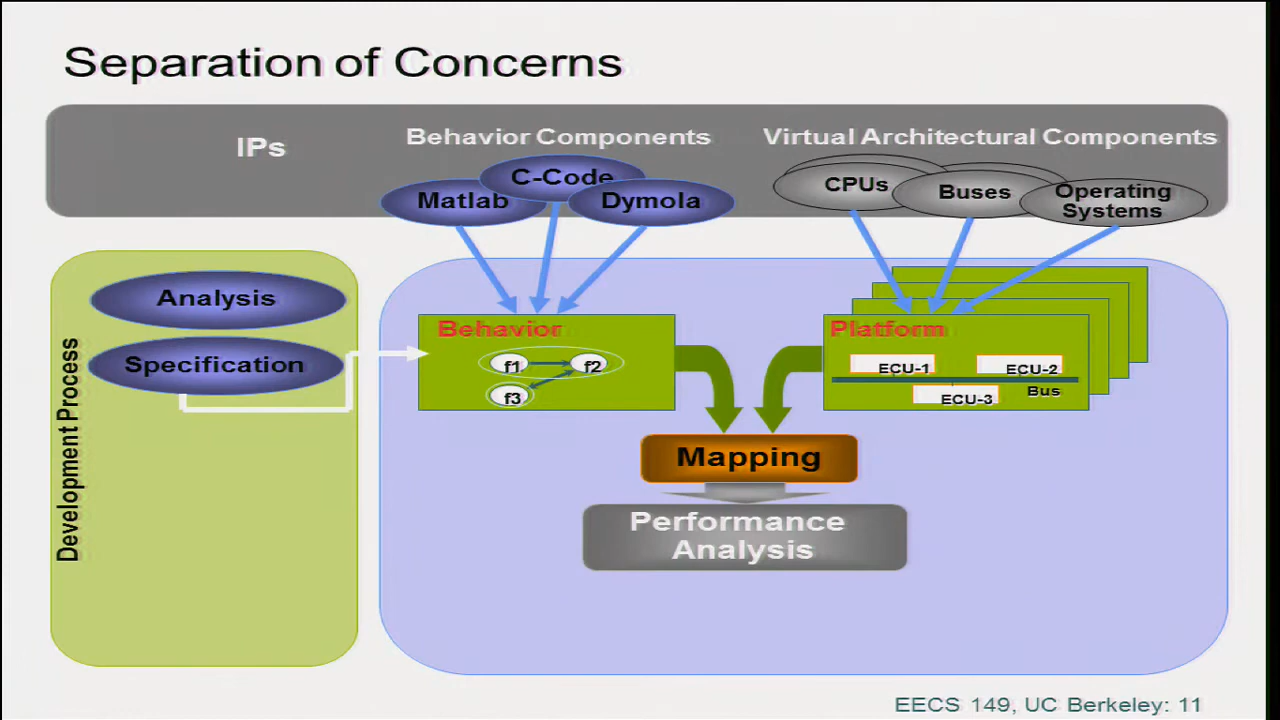 Separation of Concerns
IPs
Behavior Components
Virtual Architectural Components
C-Code
Matlab
Dymola
CPUs
Buses
Operating
Systems
Development Process
Analysis
Specification
Behavior
f1
f2
f3
Platform
ECU-1
ECU-2
Bus
ECU-3
Mapping
Performance
Analysis
EECS 149, UC Berkeley: 11